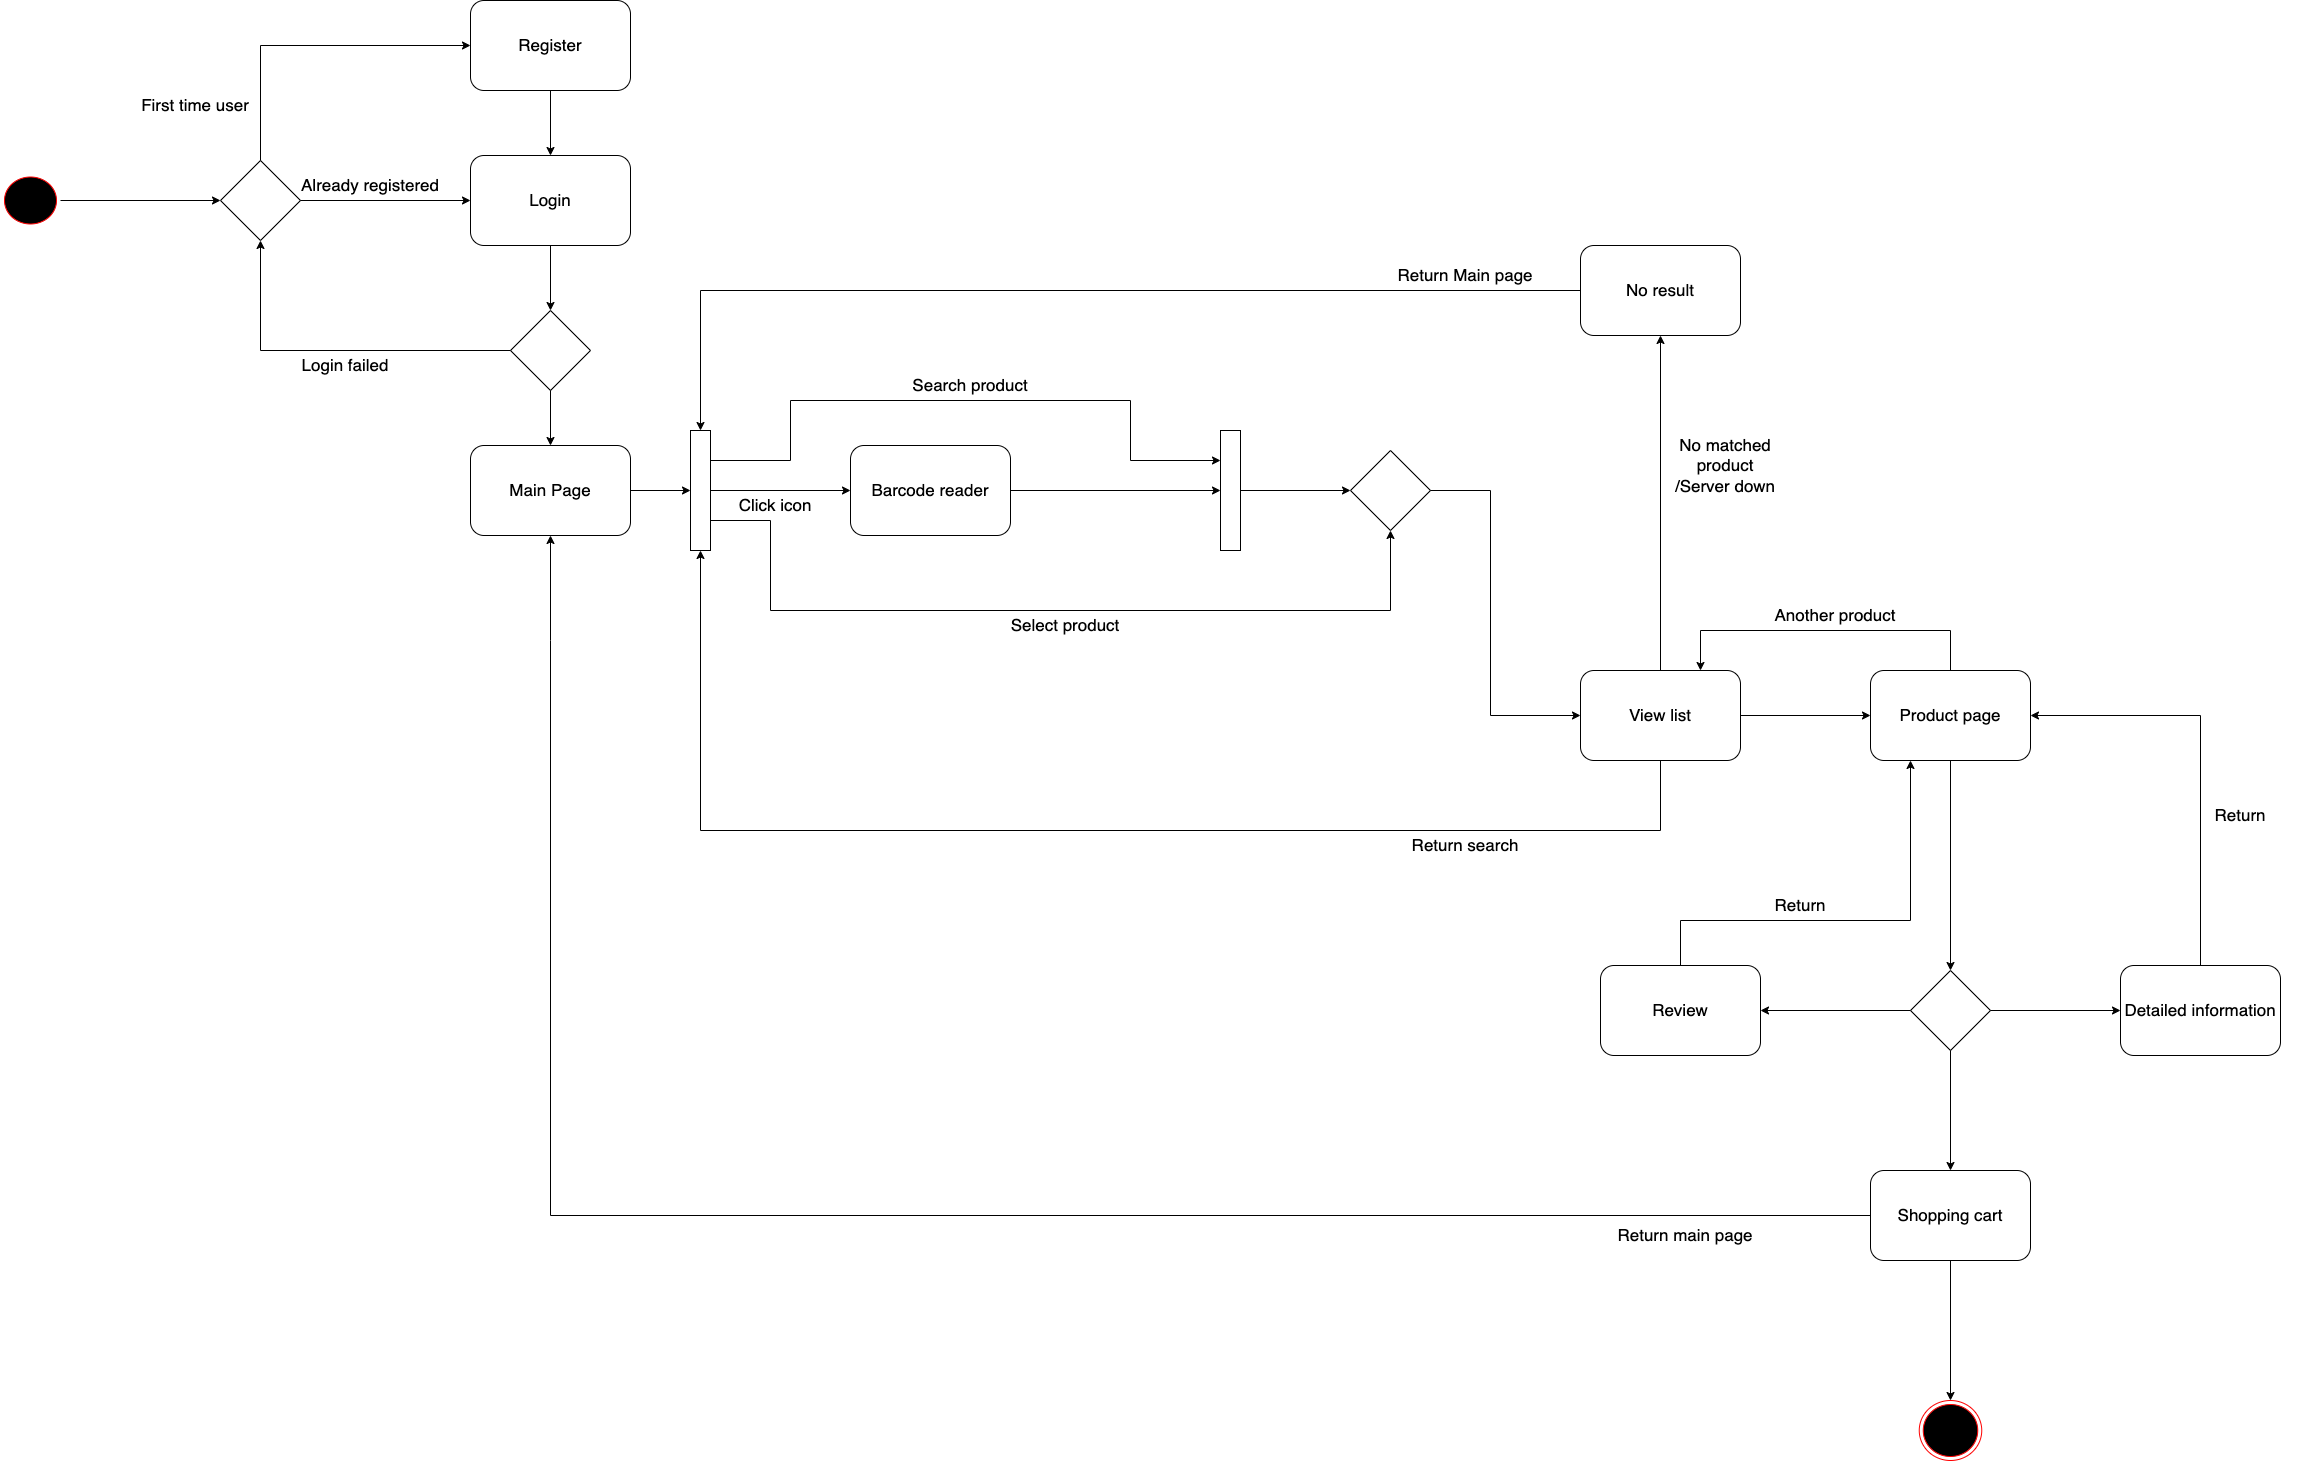 Register
First time user
Already registered
Login
Return Main page
No result
Login failed
Search product
No matched
product
/Server down
Main Page
Click icon
Barcode reader
Select product
Another product
View list
Product page
Return
Return search
Return
Review
Detailed information
Shopping cart
Return main page